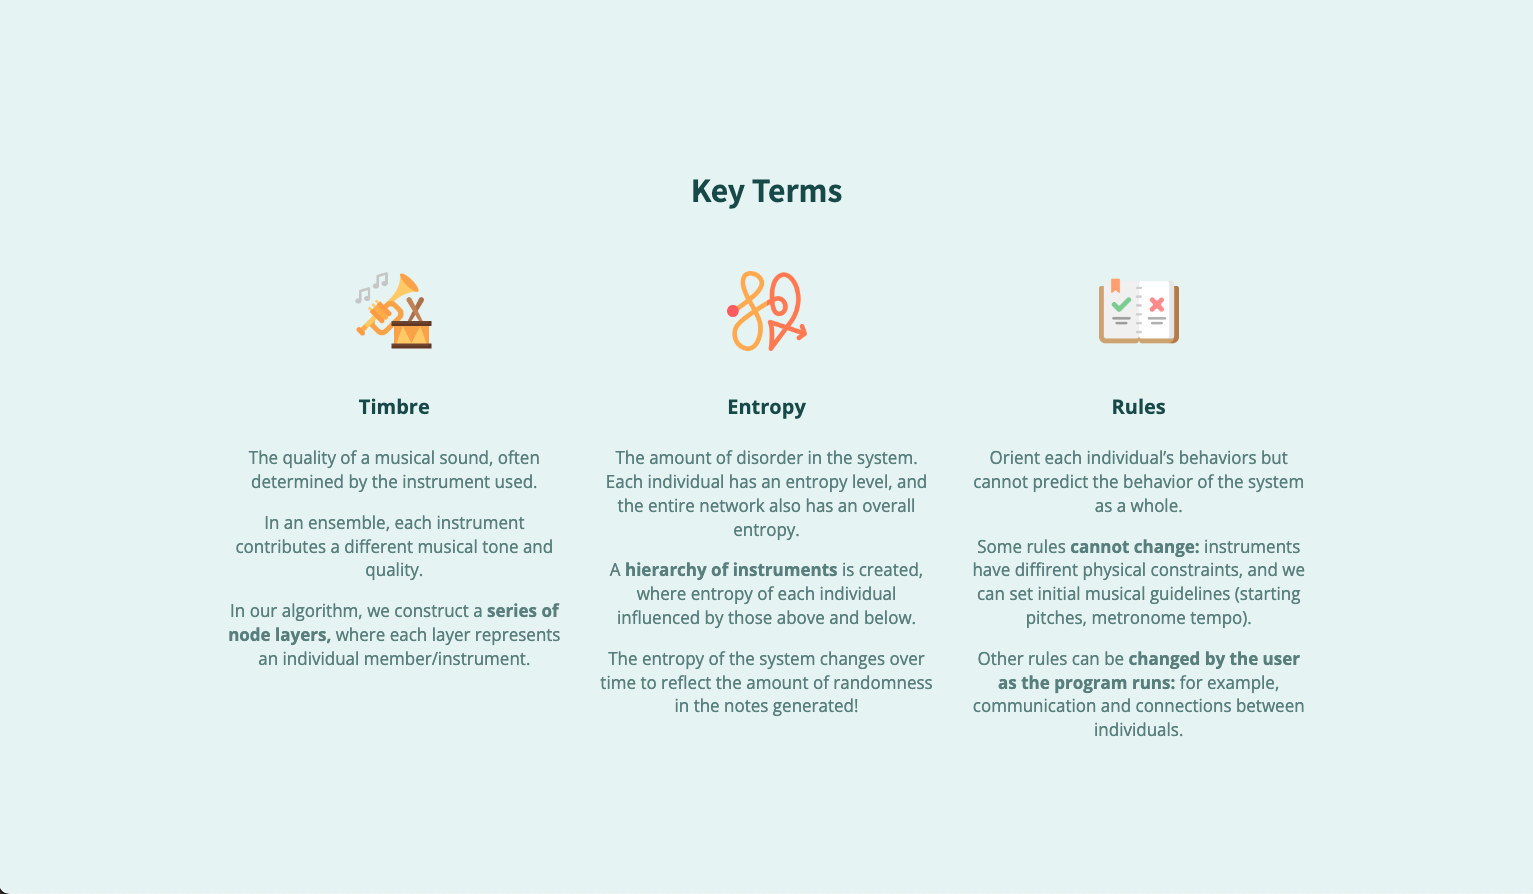 Key Terms
Timbre
The quality of a musical sound, often
determined by the instrument used.
In an ensemble, each instrument
contributes a different musical tone and
quality.
In our algorithm, we construct a series of
node layers, where each layer represents
an individual member/instrument.
Entropy
The amount of disorder in the system.
Each individual has an entropy level, and
the entire network also has an overall
entropy.
A hierarchy of instruments is created,
where entropy of each individual
influenced by those above and below.
The entropy of the system changes over
time to reflect the amount of randomness
in the notes generated!
Rules
Orient each individual’s behaviors but
cannot predict the behavior of the system
as a whole.
Some rules cannot change: instruments
have diffirent physical constraints, and we
can set initial musical guidelines (starting
pitches, metronome tempo).
Other rules can be changed by the user
as the program runs: for example,
communication and connections between
individuals.